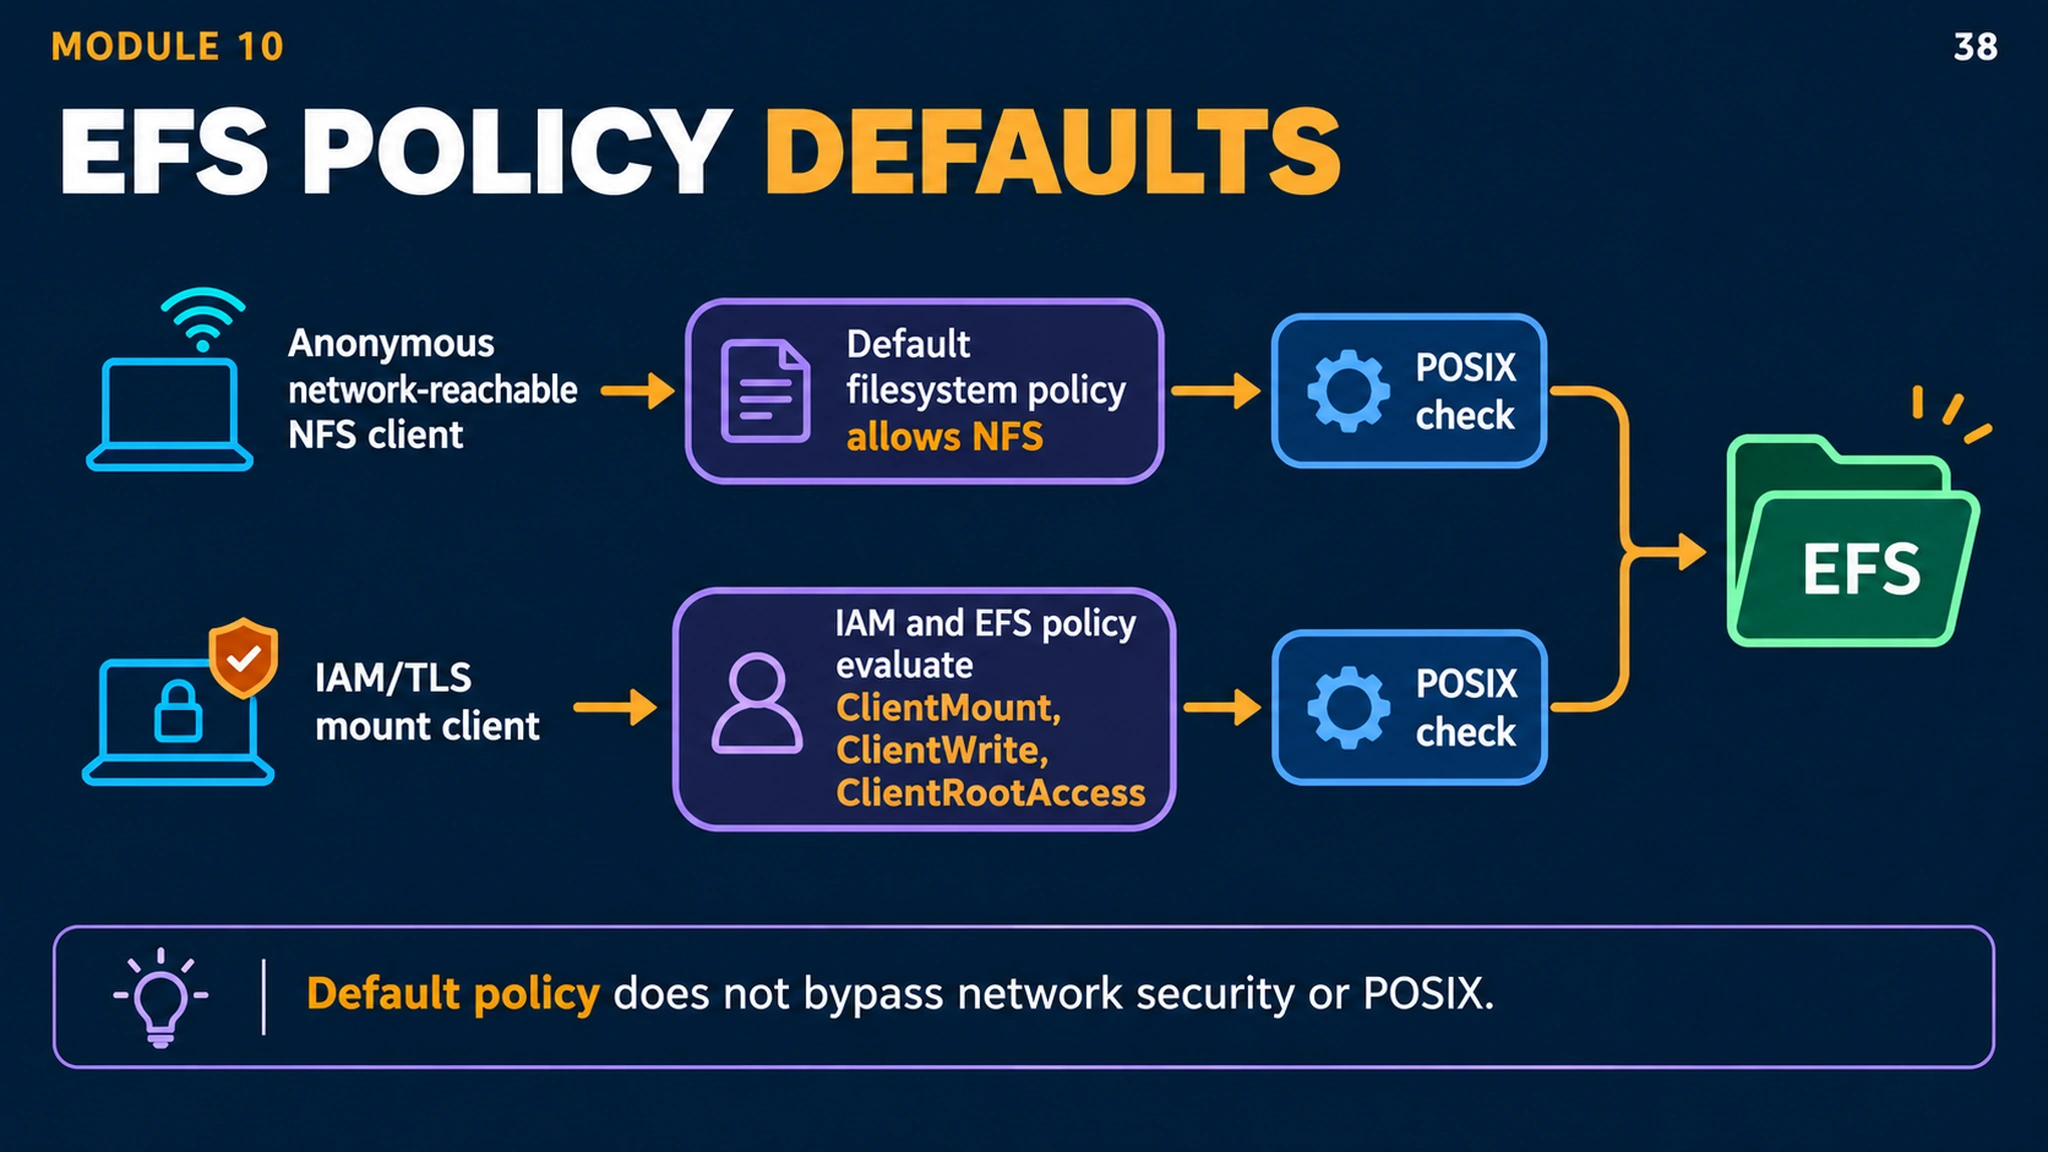 MODULE 10
38
EFS POLICY DEFAULTS
Anonymous
network-reachable
NFS client
Default
filesystem policy
allows NFS
POSIX
check
IAM/TLS
mount client
IAM and EFS policy
evaluate
ClientMount,
ClientWrite,
ClientRootAccess
POSIX
check
EFS
Default policy does not bypass network security or POSIX.